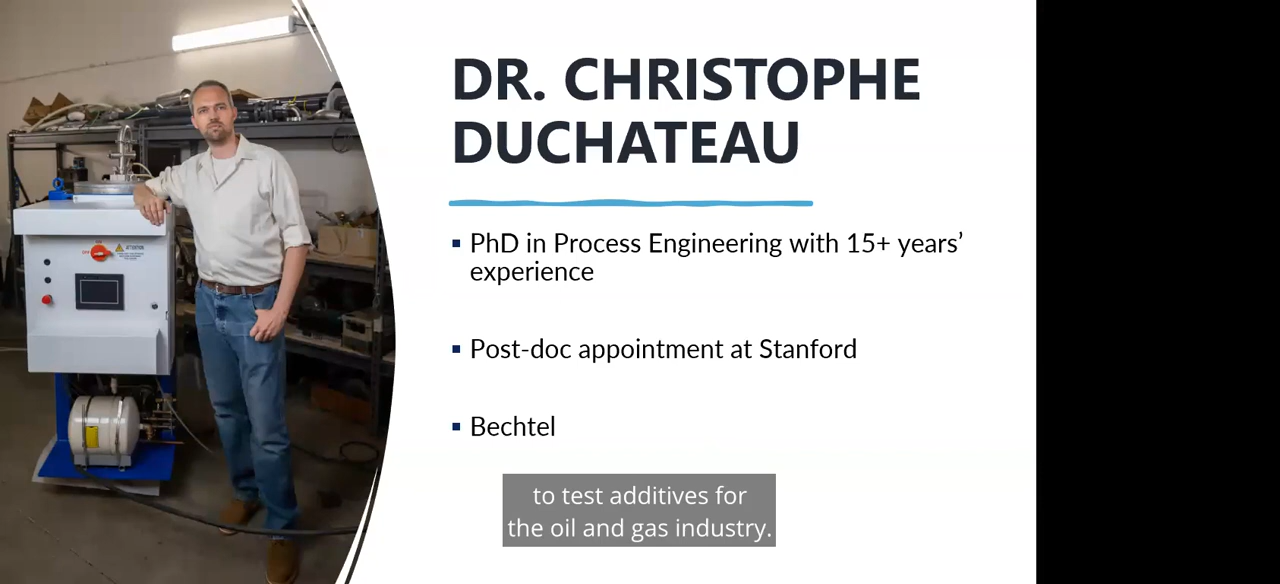 DR. CHRISTOPHE
DUCHATEAU
▪ PhD in Process Engineering with 15+ years’
experience
▪ Post-doc appointment at Stanford
▪ Bechtel
to test additives for
the oil and gas industry.